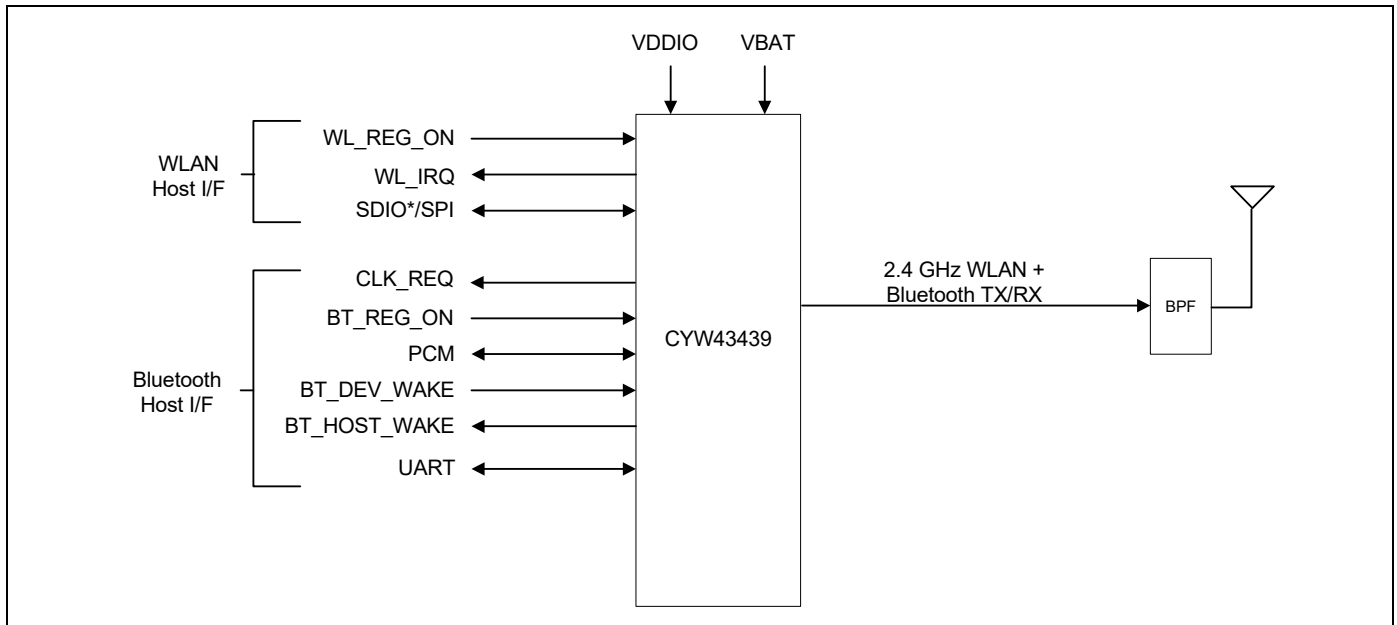 VDDIO VBAT
WLAN
Host I/F
WL_REG_ON
WL_IRQ
SDIO*/SPI
Bluetooth
Host I/F
CLK_REQ
BT_REG_ON
PCM
BT_DEV_WAKE
BT_HOST_WAKE
UART
CYW43439
2.4 GHz WLAN +
Bluetooth TX/RX
BPF